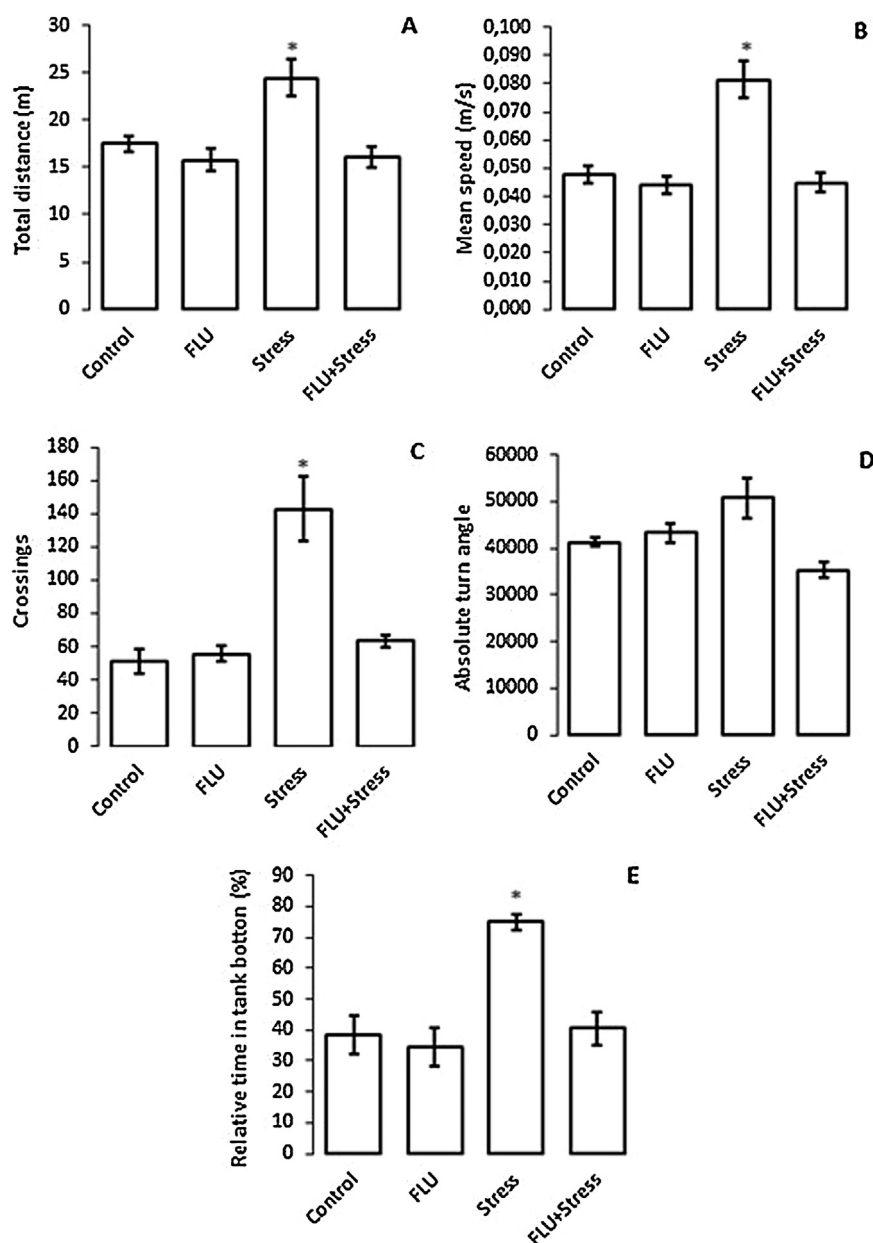 A
Total distance (m)
30
25
20
15
10
5
0
*
Control
FLU
Stress
FLU+Stress
B
Mean speed (m/s)
0,100
0,090
0,080
0,070
0,060
0,050
0,040
0,030
0,020
0,010
0,000
*
Control
FLU
Stress
FLU+Stress
C
Crossings
180
160
140
120
100
80
60
40
20
0
*
Control
FLU
Stress
FLU+Stress
D
Absolute turn angle
60000
50000
40000
30000
20000
10000
0
Control
FLU
Stress
FLU+Stress
E
Relative time in tank botton (%)
90
80
70
60
50
40
30
20
10
0
*
Control
FLU
Stress
FLU+Stress